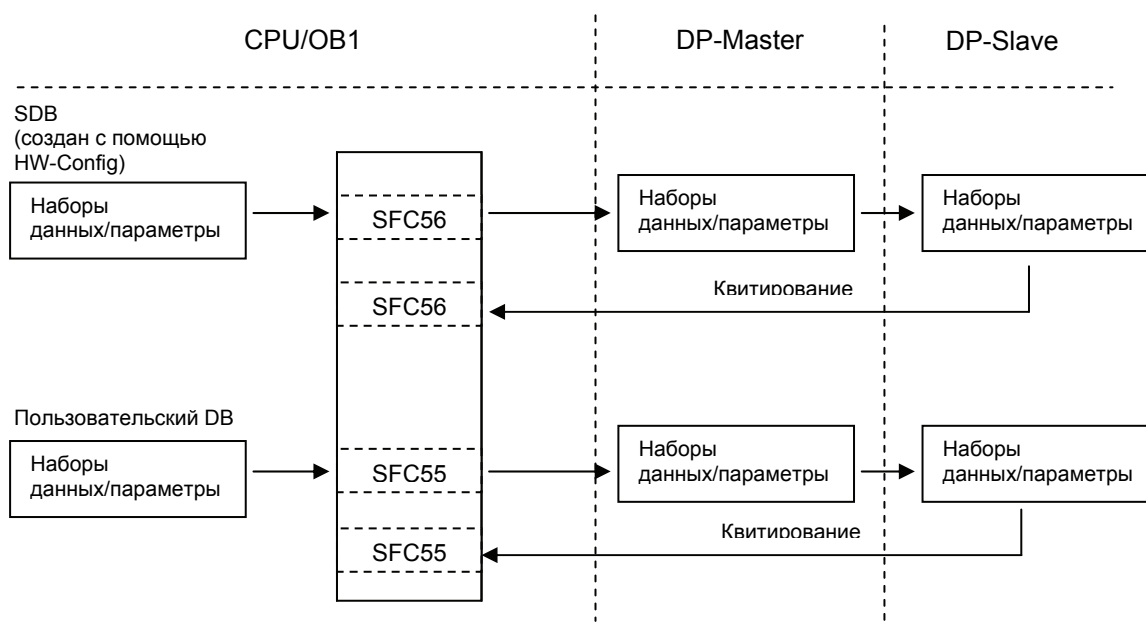 CPU/OB1
DP-Master
DP-Slave
SDB
(создан с помощью
HW-Config)
Наборы
данных/параметры
SFC56
Наборы
данных/параметры
Наборы
данных/параметры
SFC56
Квитирование
Пользовательский DB
Наборы
данных/параметры
SFC55
Наборы
данных/параметры
Наборы
данных/параметры
SFC55
Квитирование